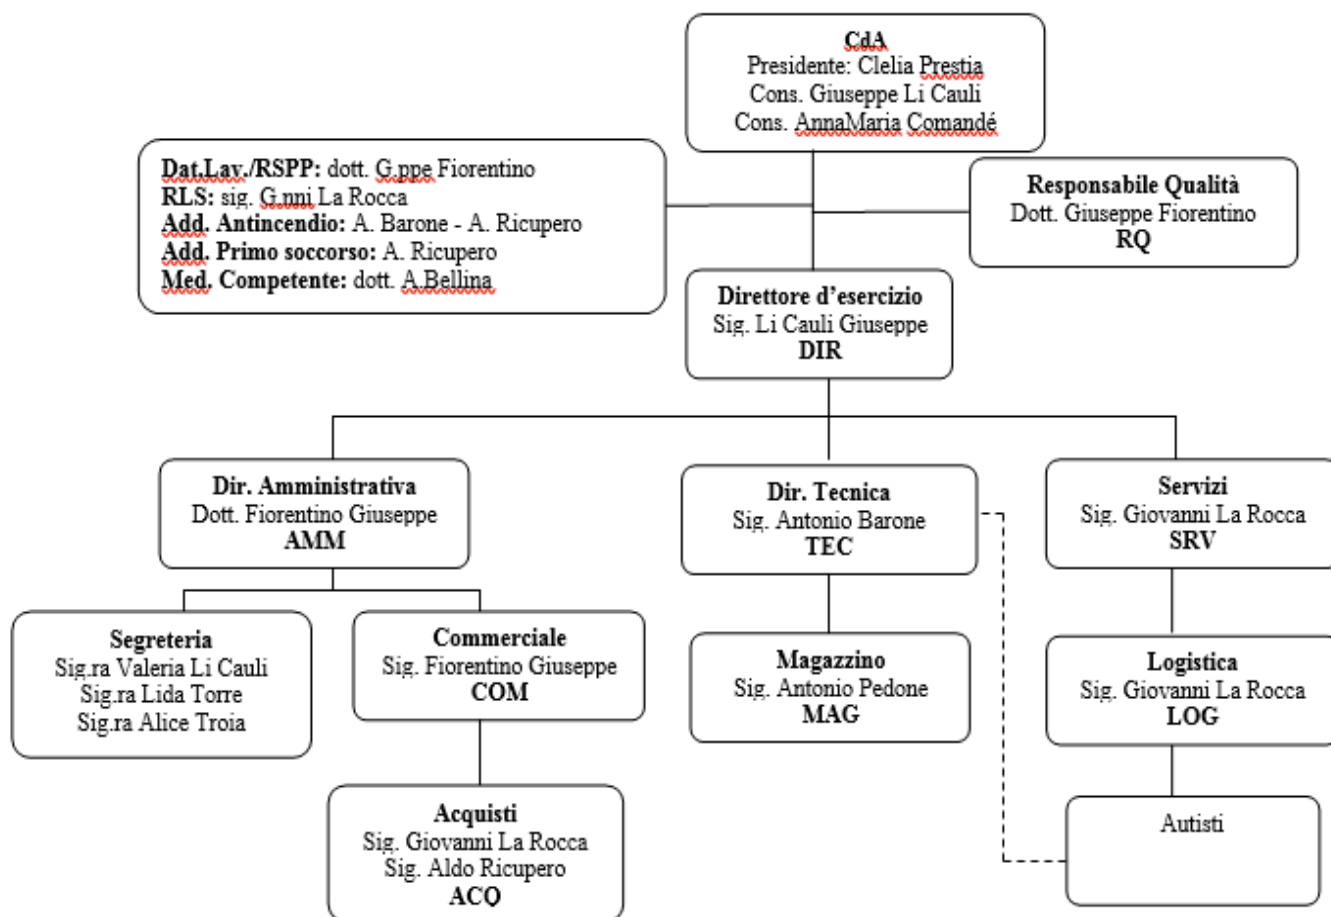 CdA
Presidente: Clelia Prestia
Cons. Giuseppe Li Cauli
Cons. AnnaMaria Comandé
Dat.Lav./RSPP: dott. G.ppe Fiorentino
RLS: sig. G.nni La Rocca
Add. Antincendio: A. Barone - A. Ricupero
Add. Primo soccorso: A. Ricupero
Med. Competente: dott. A.Bellina
Responsabile Qualità
Dott. Giuseppe Fiorentino
RQ
Direttore d’esercizio
Sig. Li Cauli Giuseppe
DIR
Dir. Amministrativa
Dott. Fiorentino Giuseppe
AMM
Dir. Tecnica
Sig. Antonio Barone
TEC
Servizi
Sig. Giovanni La Rocca
SRV
Segreteria
Sig.ra Valeria Li Cauli
Sig.ra Lida Torre
Sig.ra Alice Troia
Commerciale
Sig. Fiorentino Giuseppe
COM
Magazzino
Sig. Antonio Pedone
MAG
Logistica
Sig. Giovanni La Rocca
LOG
Acquisti
Sig. Giovanni La Rocca
Sig. Aldo Ricupero
ACQ
Autisti